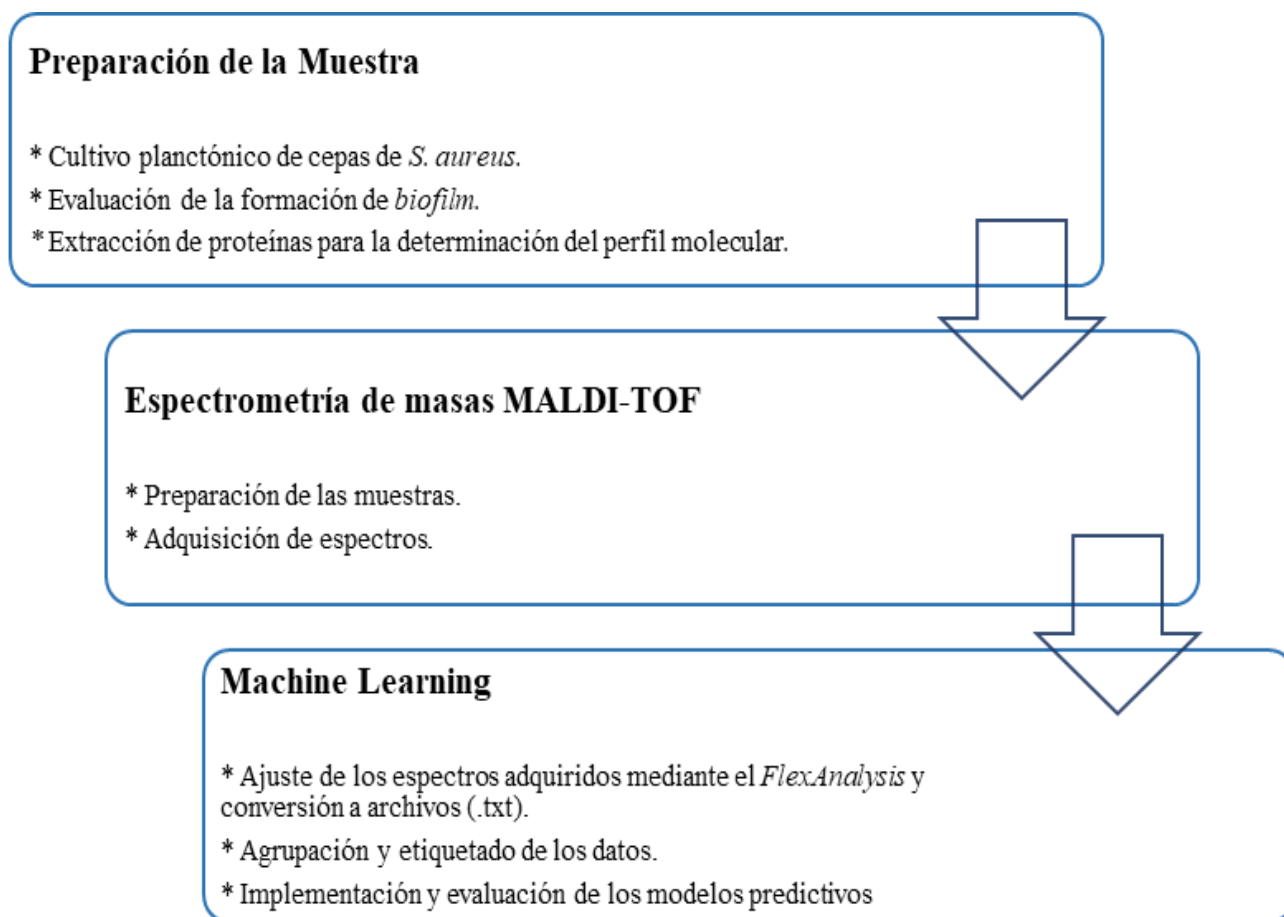 Preparación de la Muestra
* Cultivo planctónico de cepas de S. aureus.
* Evaluación de la formación de biofilm.
* Extracción de proteínas para la determinación del perfil molecular.
Espectrometría de masas MALDI-TOF
* Preparación de las muestras.
* Adquisición de espectros.
Machine Learning
* Ajuste de los espectros adquiridos mediante el FlexAnalysis y
conversión a archivos (.txt).
* Agrupación y etiquetado de los datos.
* Implementación y evaluación de los modelos predictivos